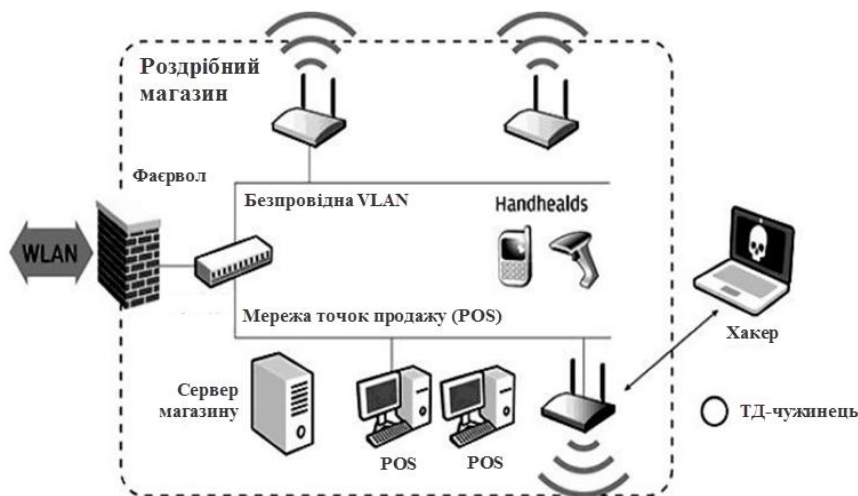 Роздрібний
магазин
Фаєрвол
Безпровідна VLAN
Handhealds
WLAN
Мережа точок продажу (POS)
Хакер
Сервер
магазину
ТД-чужинець
POS
POS